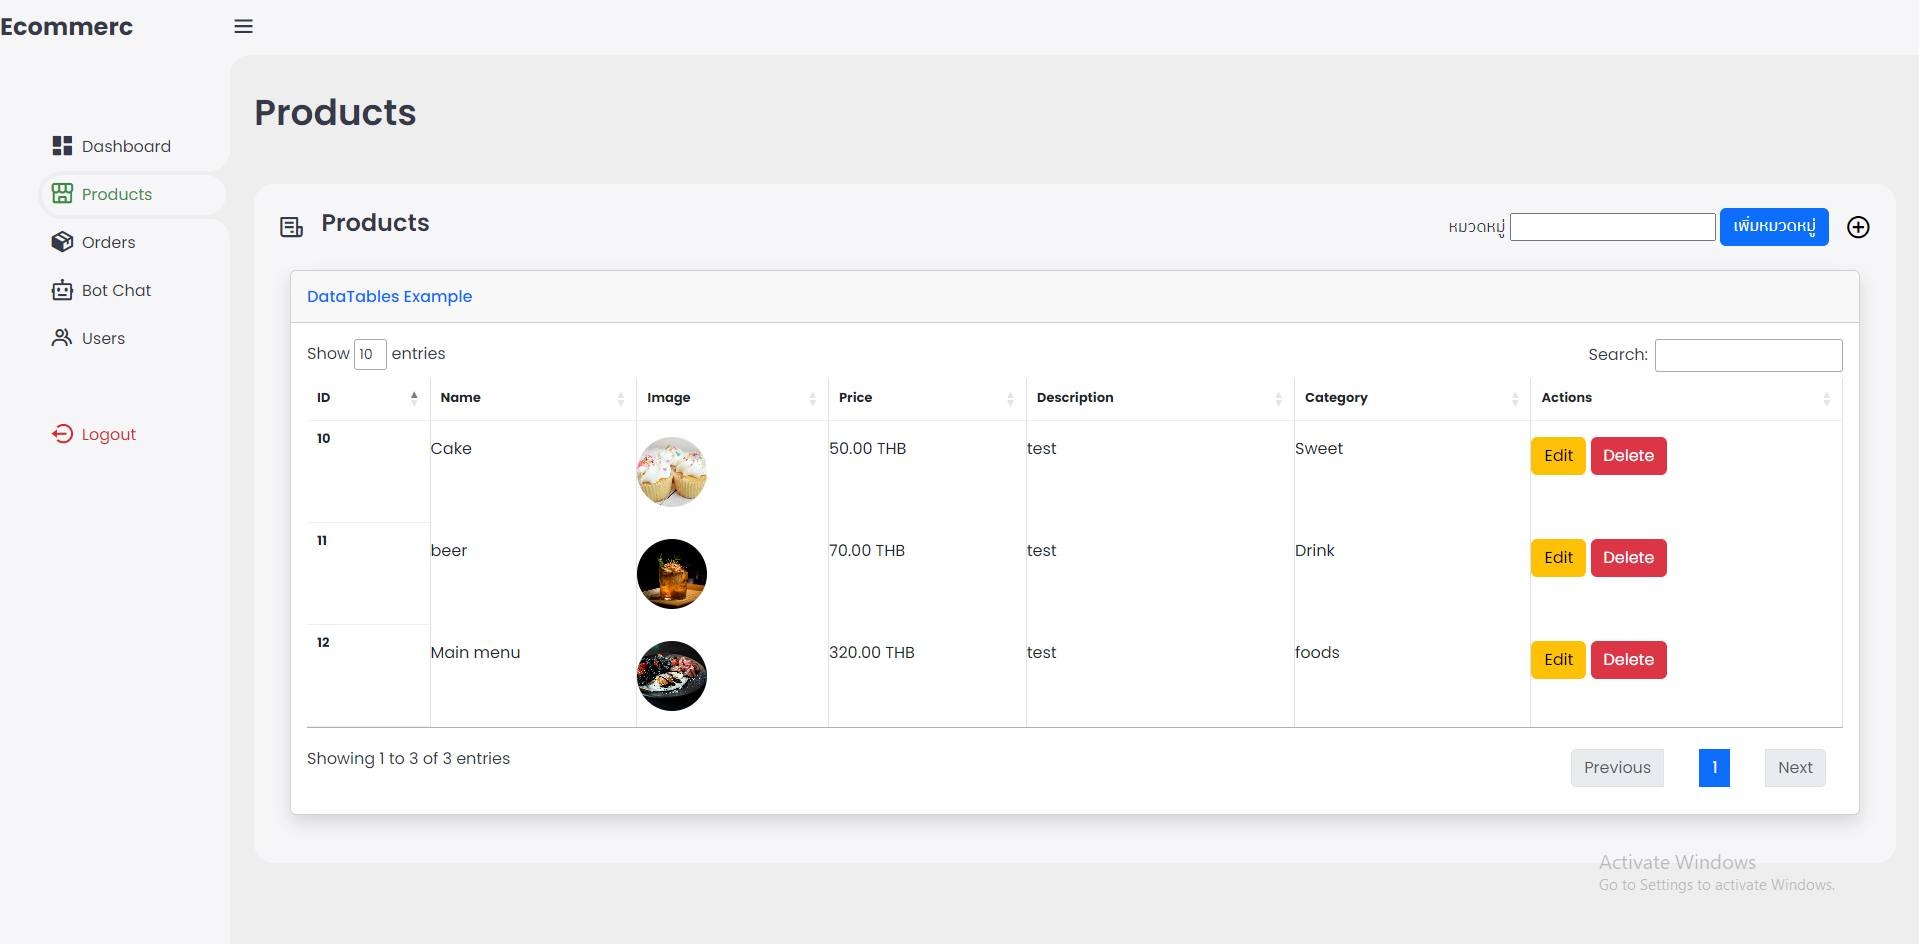 Ecommerc
Dashboard
Products
Orders
Bot Chat
Users
Logout
Products
Products
หมวดหมู่ เพิ่มหมวดหมู่
DataTables Example
Show 10 entries Search:
ID Name Image Price Description Category Actions
10 Cake 50.00 THB test Sweet Edit Delete
11 beer 70.00 THB test Drink Edit Delete
12 Main menu 320.00 THB test foods Edit Delete
Showing 1 to 3 of 3 entries Previous 1 Next
Activate Windows
Go to Settings to activate Windows.